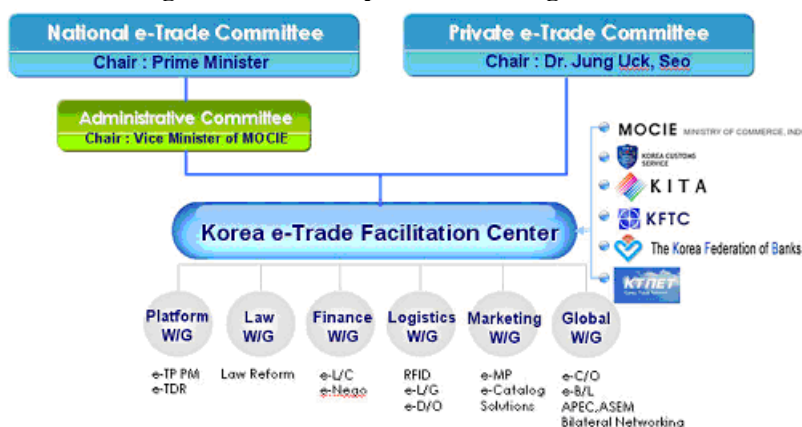 National e-Trade Committee
Chair : Prime Minister
Private e-Trade Committee
Chair : Dr. Jung Uck, Seo
Administrative Committee
Chair : Vice Minister of MOCIE
MOCIE MINISTRY OF COMMERCE, IND
KOREA CUSTOMS
SERVICE
KITA
KFTC
The Korea Federation of Banks
KTNET
Korea e-Trade Facilitation Center
Platform
W/G
Law
W/G
Finance
W/G
Logistics
W/G
Marketing
W/G
Global
W/G
e-TP PM
e-TDR
Law Reform
e-L/C
e-Nego
RFID
e-L/G
e-D/O
e-MP
e-Catalog
Solutions
e-C/O
e-B/L
APEC,ASEM
Bilateral Networking